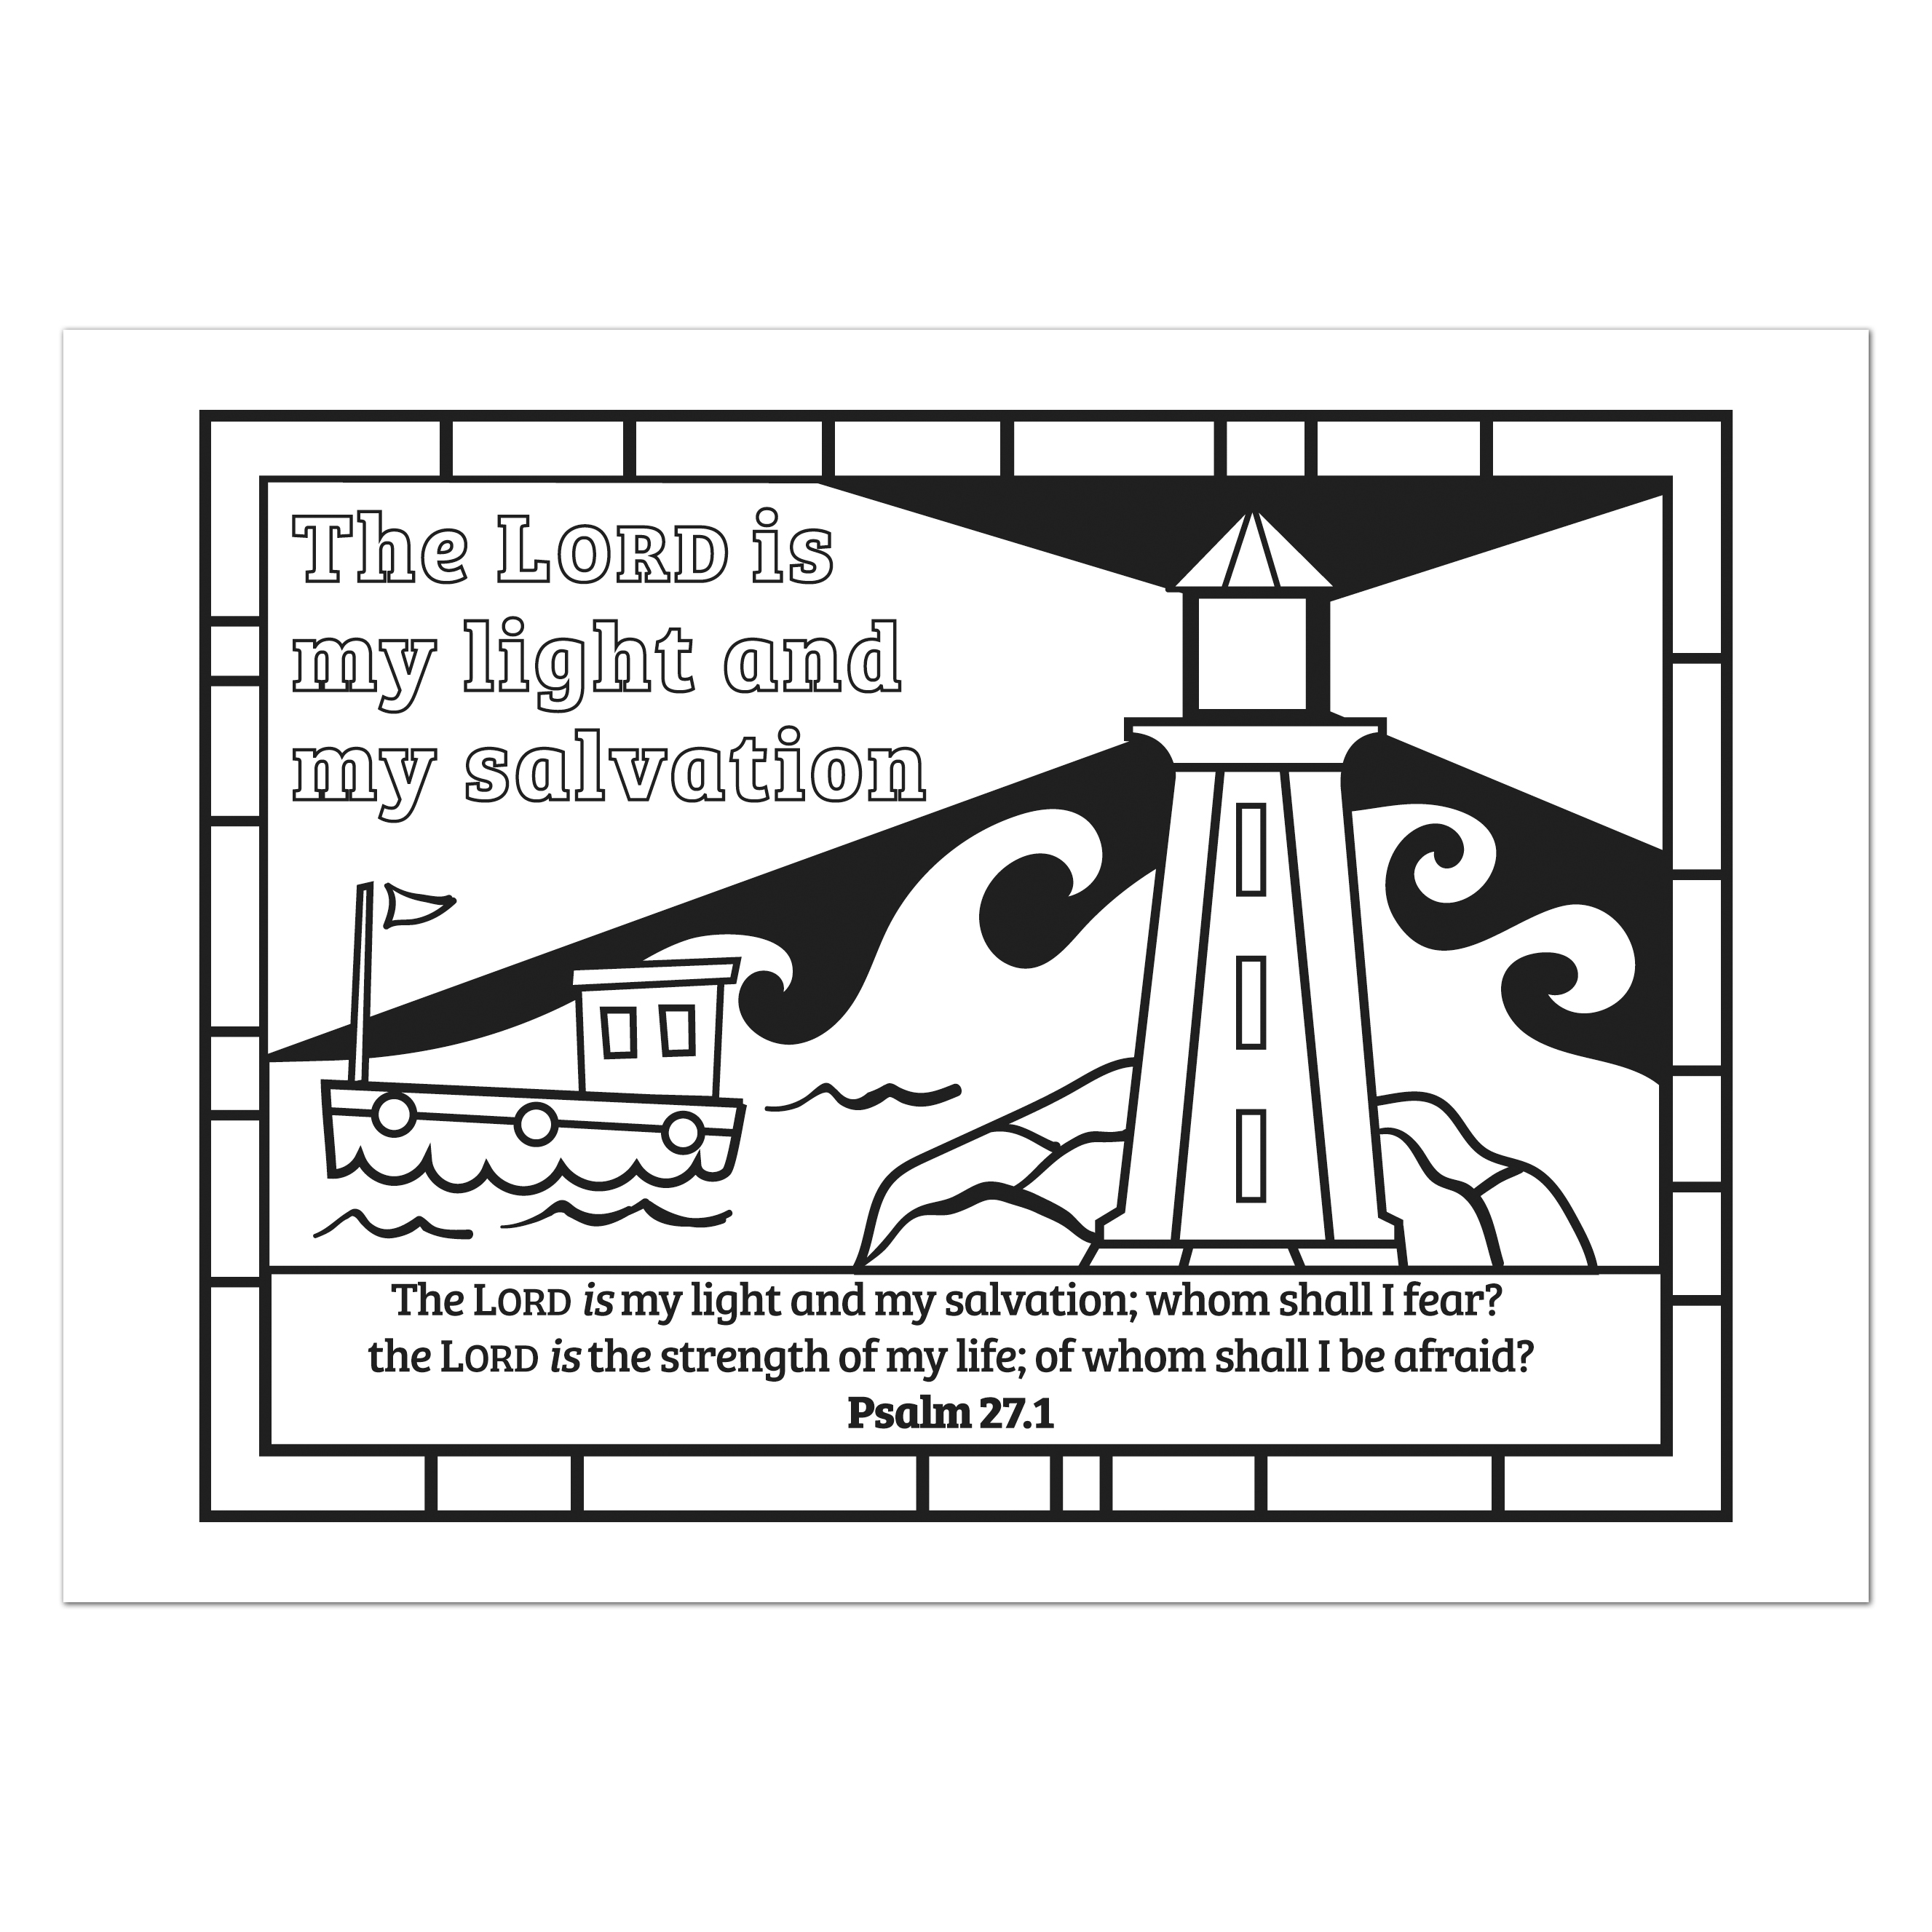 The LORD is
my light and
my salvation
The LORD is my light and my salvation; whom shall I fear?
the LORD is the strength of my life; of whom shall I be afraid?
Psalm 27.1